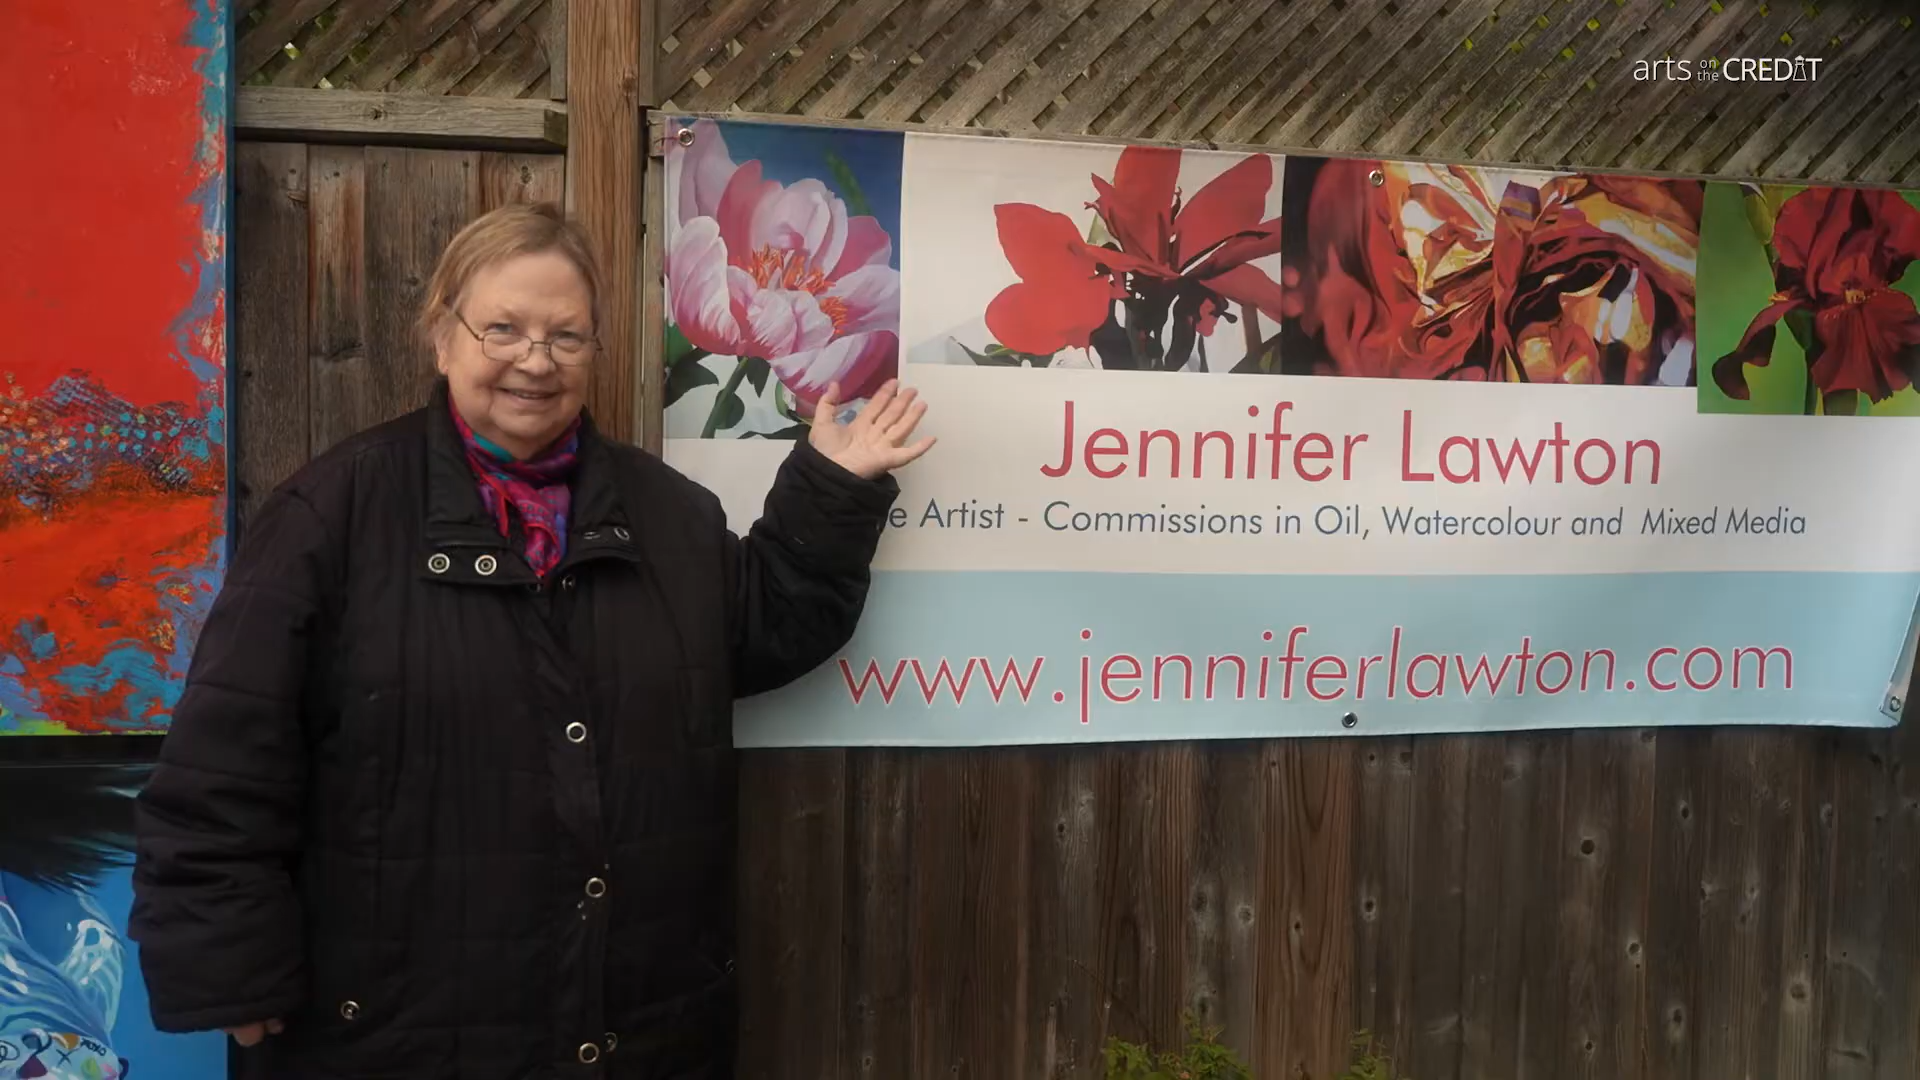 arts on the CREDIT
Jennifer Lawton
e Artist - Commissions in Oil, Watercolour and Mixed Media
www.jenniferlawton.com